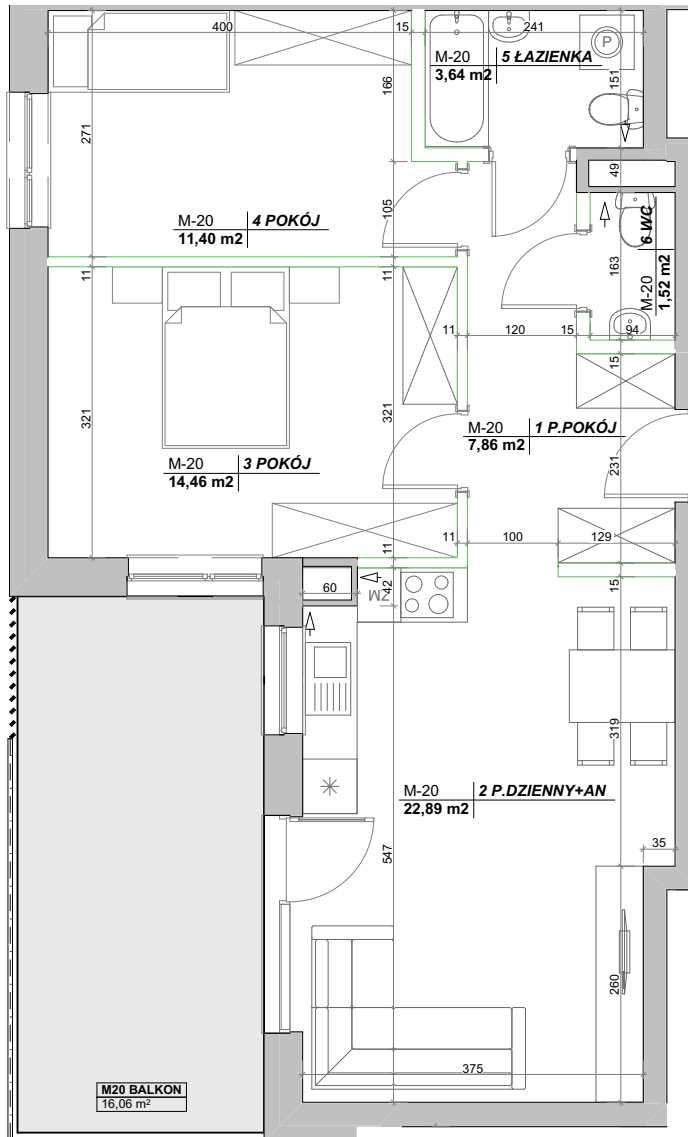 400
15
241
M-20 5 ŁAZIENKA
3,64 m2
P
151
166
271
49
105
M-20 4 POKÓJ
11,40 m2
6 WC
M-20
1,52 m2
163
11
11
11
120
15
94
15
321
321
M-20 1 P.POKÓJ
7,86 m2
231
M-20 3 POKÓJ
14,46 m2
11
11
100
129
60
ZM
42
15
319
M-20 2 P.DZIENNY+AN
22,89 m2
547
35
260
375
M20 BALKON
16,06 m²